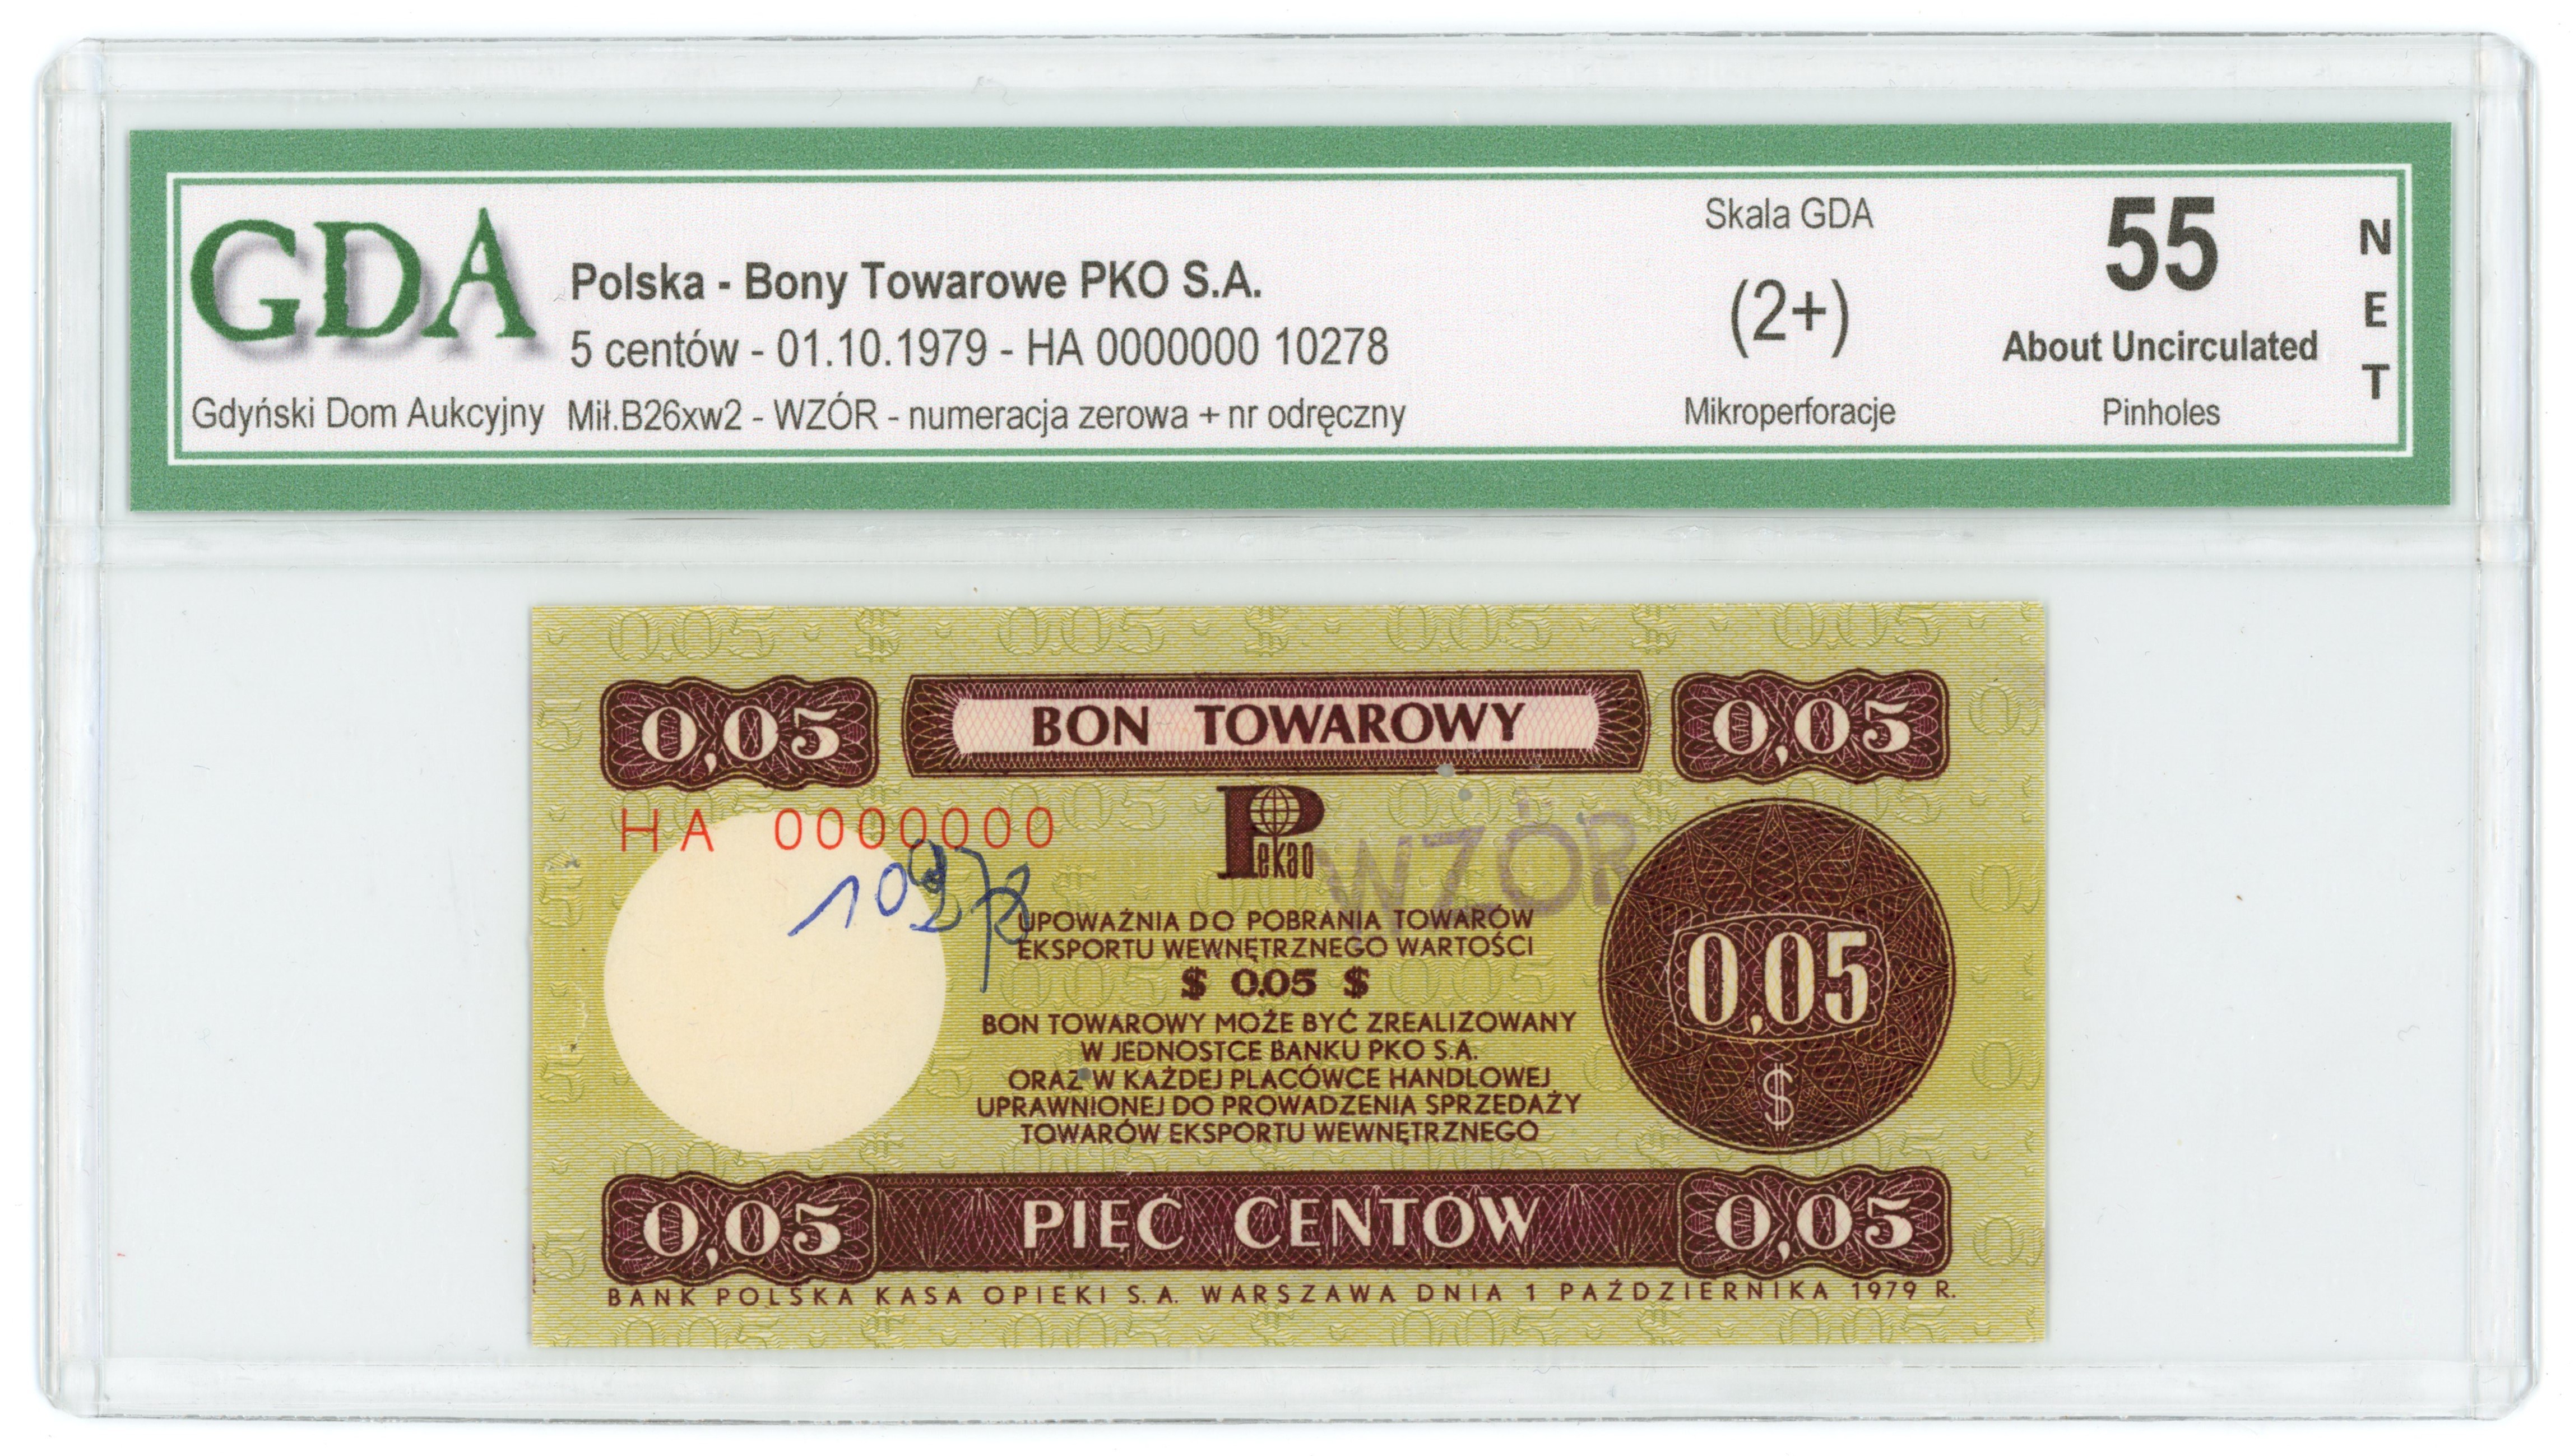 GDA
Gdyński Dom Aukcyjny
Polska - Bony Towarowe PKO S.A.
5 centów - 01.10.1979 - HA 0000000 10278
Mił.B26xw2 - WZÓR - numeracja zerowa + nr odręczny
Skala GDA
(2+)
Mikroperforacje
55
About Uncirculated
Pinholes
NET
0,05 BON TOWAROWY 0,05
HA 0000000
10278
Pekao
WZÓR
UPOWAŻNIA DO POBRANIA TOWARÓW
EKSPORTU WEWNĘTRZNEGO WARTOŚCI
$ 0.05 $
BON TOWAROWY MOŻE BYĆ ZREALIZOWANY
W JEDNOSTCE BANKU PKO S.A.
ORAZ W KAŻDEJ PLACÓWCE HANDLOWEJ
UPRAWNIONEJ DO PROWADZENIA SPRZEDAŻY
TOWARÓW EKSPORTU WEWNĘTRZNEGO
0,05
$
0,05 PIĘĆ CENTÓW 0,05
BANK POLSKA KASA OPIEKI S.A. WARSZAWA DNIA 1 PAŹDZIERNIKA 1979 R.